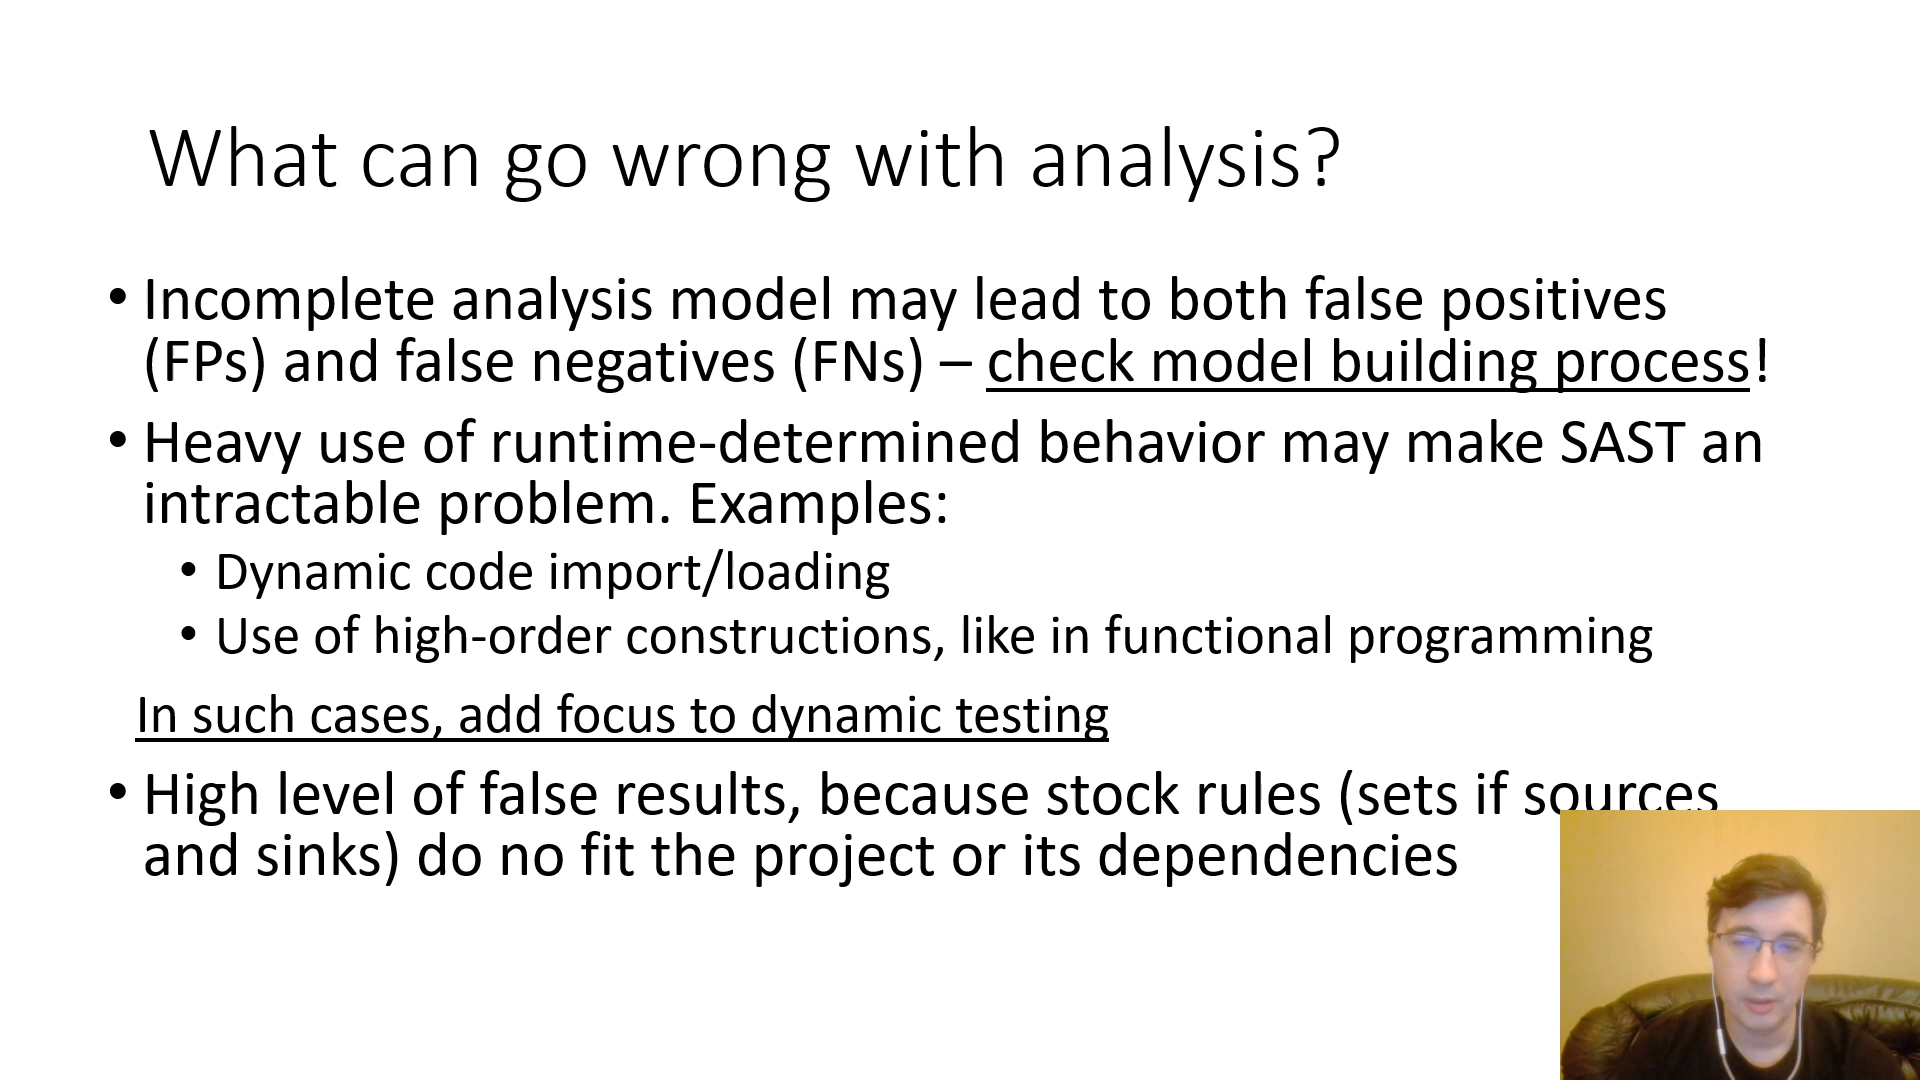 What can go wrong with analysis?
• Incomplete analysis model may lead to both false positives
(FPs) and false negatives (FNs) – check model building process!
• Heavy use of runtime-determined behavior may make SAST an
intractable problem. Examples:
• Dynamic code import/loading
• Use of high-order constructions, like in functional programming
In such cases, add focus to dynamic testing
• High level of false results, because stock rules (sets if sources
and sinks) do no fit the project or its dependencies